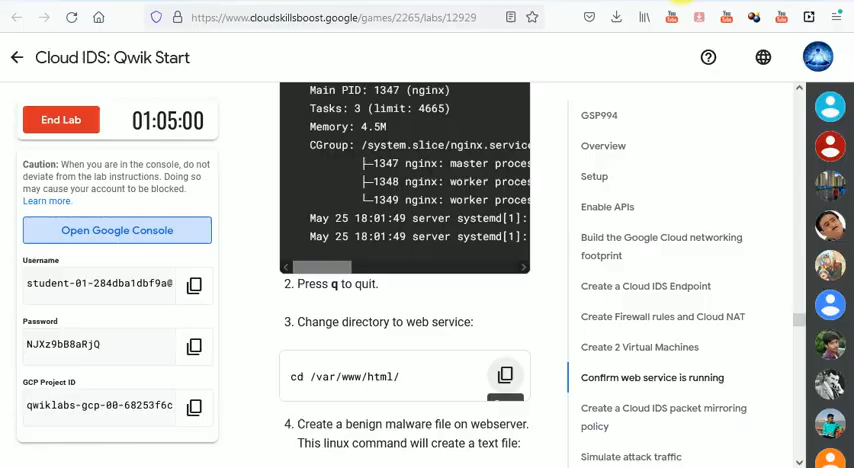 https://www.cloudskillsboost.google/games/2265/labs/12929
Cloud IDS: Qwik Start
End Lab
01:05:00
Caution: When you are in the console, do not
deviate from the lab instructions. Doing so
may cause your account to be blocked.
Learn more.
Open Google Console
Username
student-01-284dba1dbf9a@
Password
NJXz9bB8aRjQ
GCP Project ID
qwiklabs-gcp-00-68253f6c
Main PID: 1347 (nginx)
Tasks: 3 (limit: 4665)
Memory: 4.5M
CGroup: /system.slice/nginx.service
├─1347 nginx: master proces
├─1348 nginx: worker proces
└─1349 nginx: worker proces
May 25 18:01:49 server systemd[1]:
May 25 18:01:49 server systemd[1]:
2. Press q to quit.
3. Change directory to web service:
cd /var/www/html/
4. Create a benign malware file on webserver.
This linux command will create a text file:
GSP994
Overview
Setup
Enable APIs
Build the Google Cloud networking
footprint
Create a Cloud IDS Endpoint
Create Firewall rules and Cloud NAT
Create 2 Virtual Machines
Confirm web service is running
Create a Cloud IDS packet mirroring
policy
Simulate attack traffic